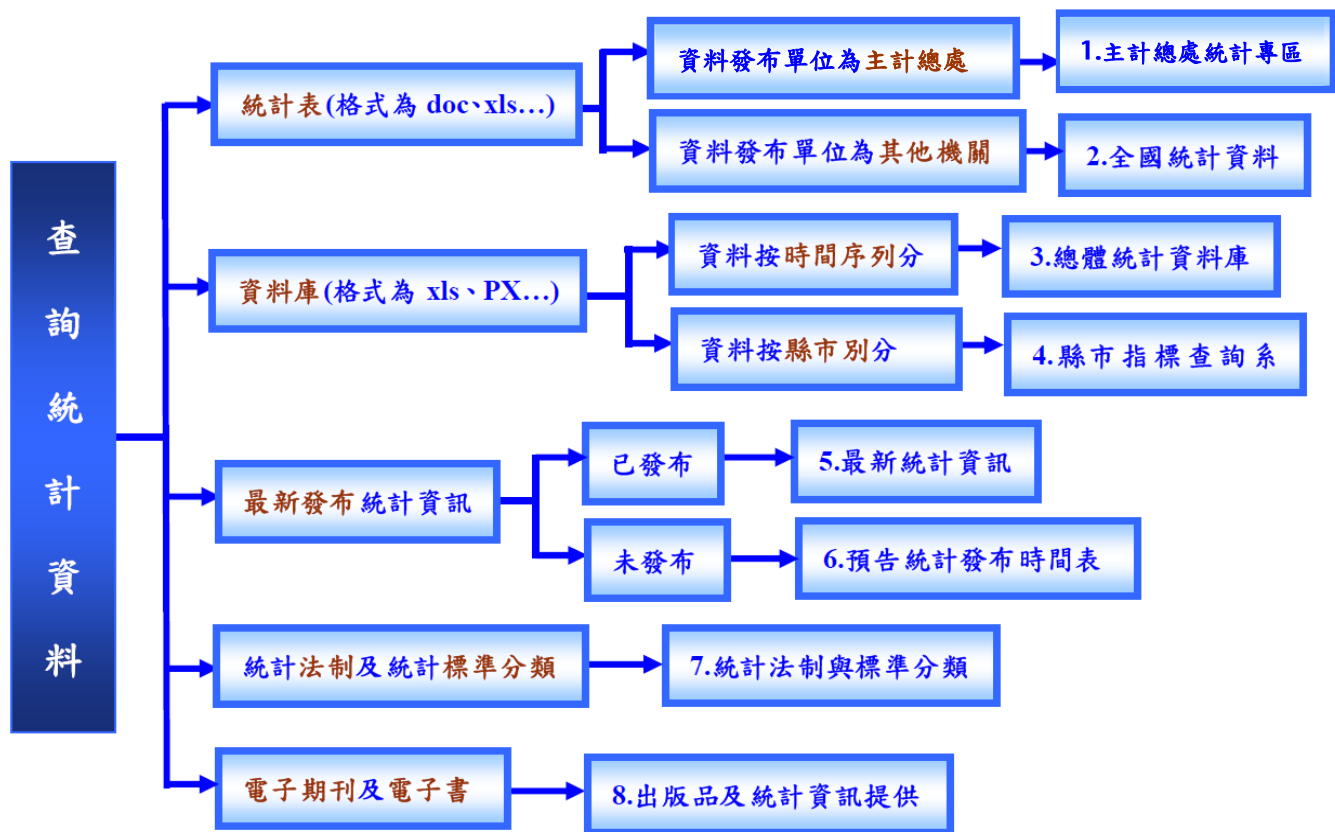 查詢統計資料
統計表(格式為 doc、xls…)
資料發布單位為主計總處
1.主計總處統計專區
資料發布單位為其他機關
2.全國統計資料
資料庫(格式為 xls、PX…)
資料按時間序列分
3.總體統計資料庫
資料按縣市別分
4.縣市指標查詢系
最新發布統計資訊
已發布
5.最新統計資訊
未發布
6.預告統計發布時間表
統計法制及統計標準分類
7.統計法制與標準分類
電子期刊及電子書
8.出版品及統計資訊提供